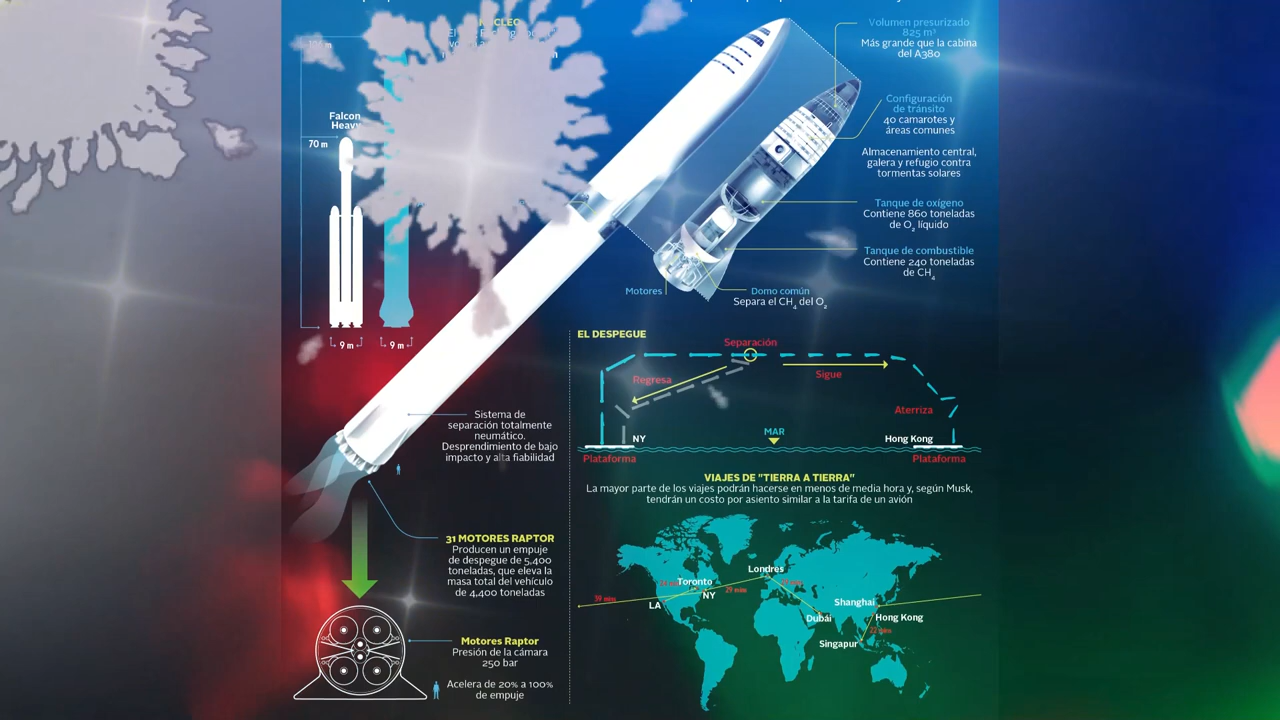 NÚCLEO
Falcon
Heavy
70 m
9 m
9 m
Volumen presurizado
825 m³
Más grande que la cabina
del A380
Configuración
de tránsito
40 camarotes y
áreas comunes
Almacenamiento central,
galera y refugio contra
tormentas solares
Tanque de oxígeno
Contiene 860 toneladas
de O₂ líquido
Tanque de combustible
Contiene 240 toneladas
de CH₄
Motores
Domo común
Separa el CH₄ del O₂
Sistema de
separación totalmente
neumático.
Desprendimiento de bajo
impacto y alta fiabilidad
31 MOTORES RAPTOR
Producen un empuje
de despegue de 5,400
toneladas, que eleva la
masa total del vehículo
de 4,400 toneladas
Motores Raptor
Presión de la cámara
250 bar
Acelera de 20% a 100%
de empuje
EL DESPEGUE
Separación
Regresa
Sigue
Aterriza
MAR
NY
Hong Kong
Plataforma
Plataforma
VIAJES DE "TIERRA A TIERRA"
La mayor parte de los viajes podrán hacerse en menos de media hora y, según Musk,
tendrán un costo por asiento similar a la tarifa de un avión
Londres
Toronto
NY
29 mins
LA
39 mins
Dubái
Shanghai
Hong Kong
22 mins
Singapur